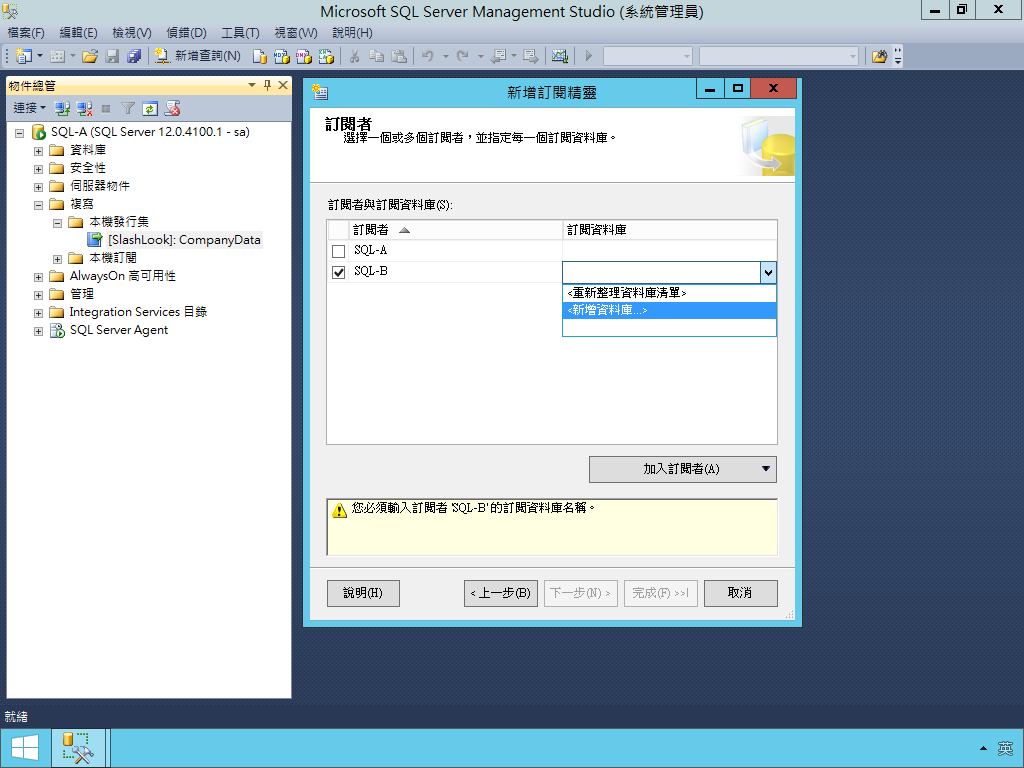 Microsoft SQL Server Management Studio (系統管理員)
檔案(F) 編輯(E) 檢視(V) 偵錯(D) 工具(T) 視窗(W) 說明(H)
新增查詢(N)
物件總管
連接
SQL-A (SQL Server 12.0.4100.1 - sa)
資料庫
安全性
伺服器物件
複寫
本機發行集
[SlashLook]: CompanyData
本機訂閱
AlwaysOn 高可用性
管理
Integration Services 目錄
SQL Server Agent
新增訂閱精靈
訂閱者
選擇一個或多個訂閱者，並指定每一個訂閱資料庫。
訂閱者與訂閱資料庫(S):
訂閱者 訂閱資料庫
SQL-A
SQL-B
<重新整理資料庫清單>
<新增資料庫...>
加入訂閱者(A)
您必須輸入訂閱者 'SQL-B' 的訂閱資料庫名稱。
說明(H) < 上一步(B) 下一步(N) > 完成(F) >>| 取消
就緒
英